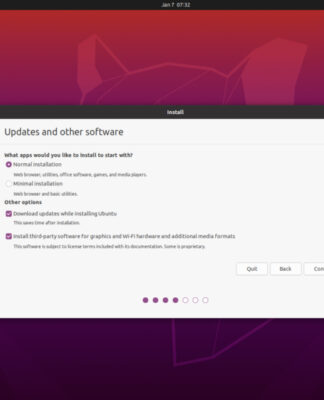 Jan 7 07:32
Install
Updates and other software
What apps would you like to install to start with?
Normal installation
Web browser, utilities, office software, games, and media players.
Minimal installation
Web browser and basic utilities.
Other options
Download updates while installing Ubuntu
This saves time after installation.
Install third-party software for graphics and Wi-Fi hardware and additional media formats
This software is subject to license terms included with its documentation. Some is proprietary.
Quit Back Con